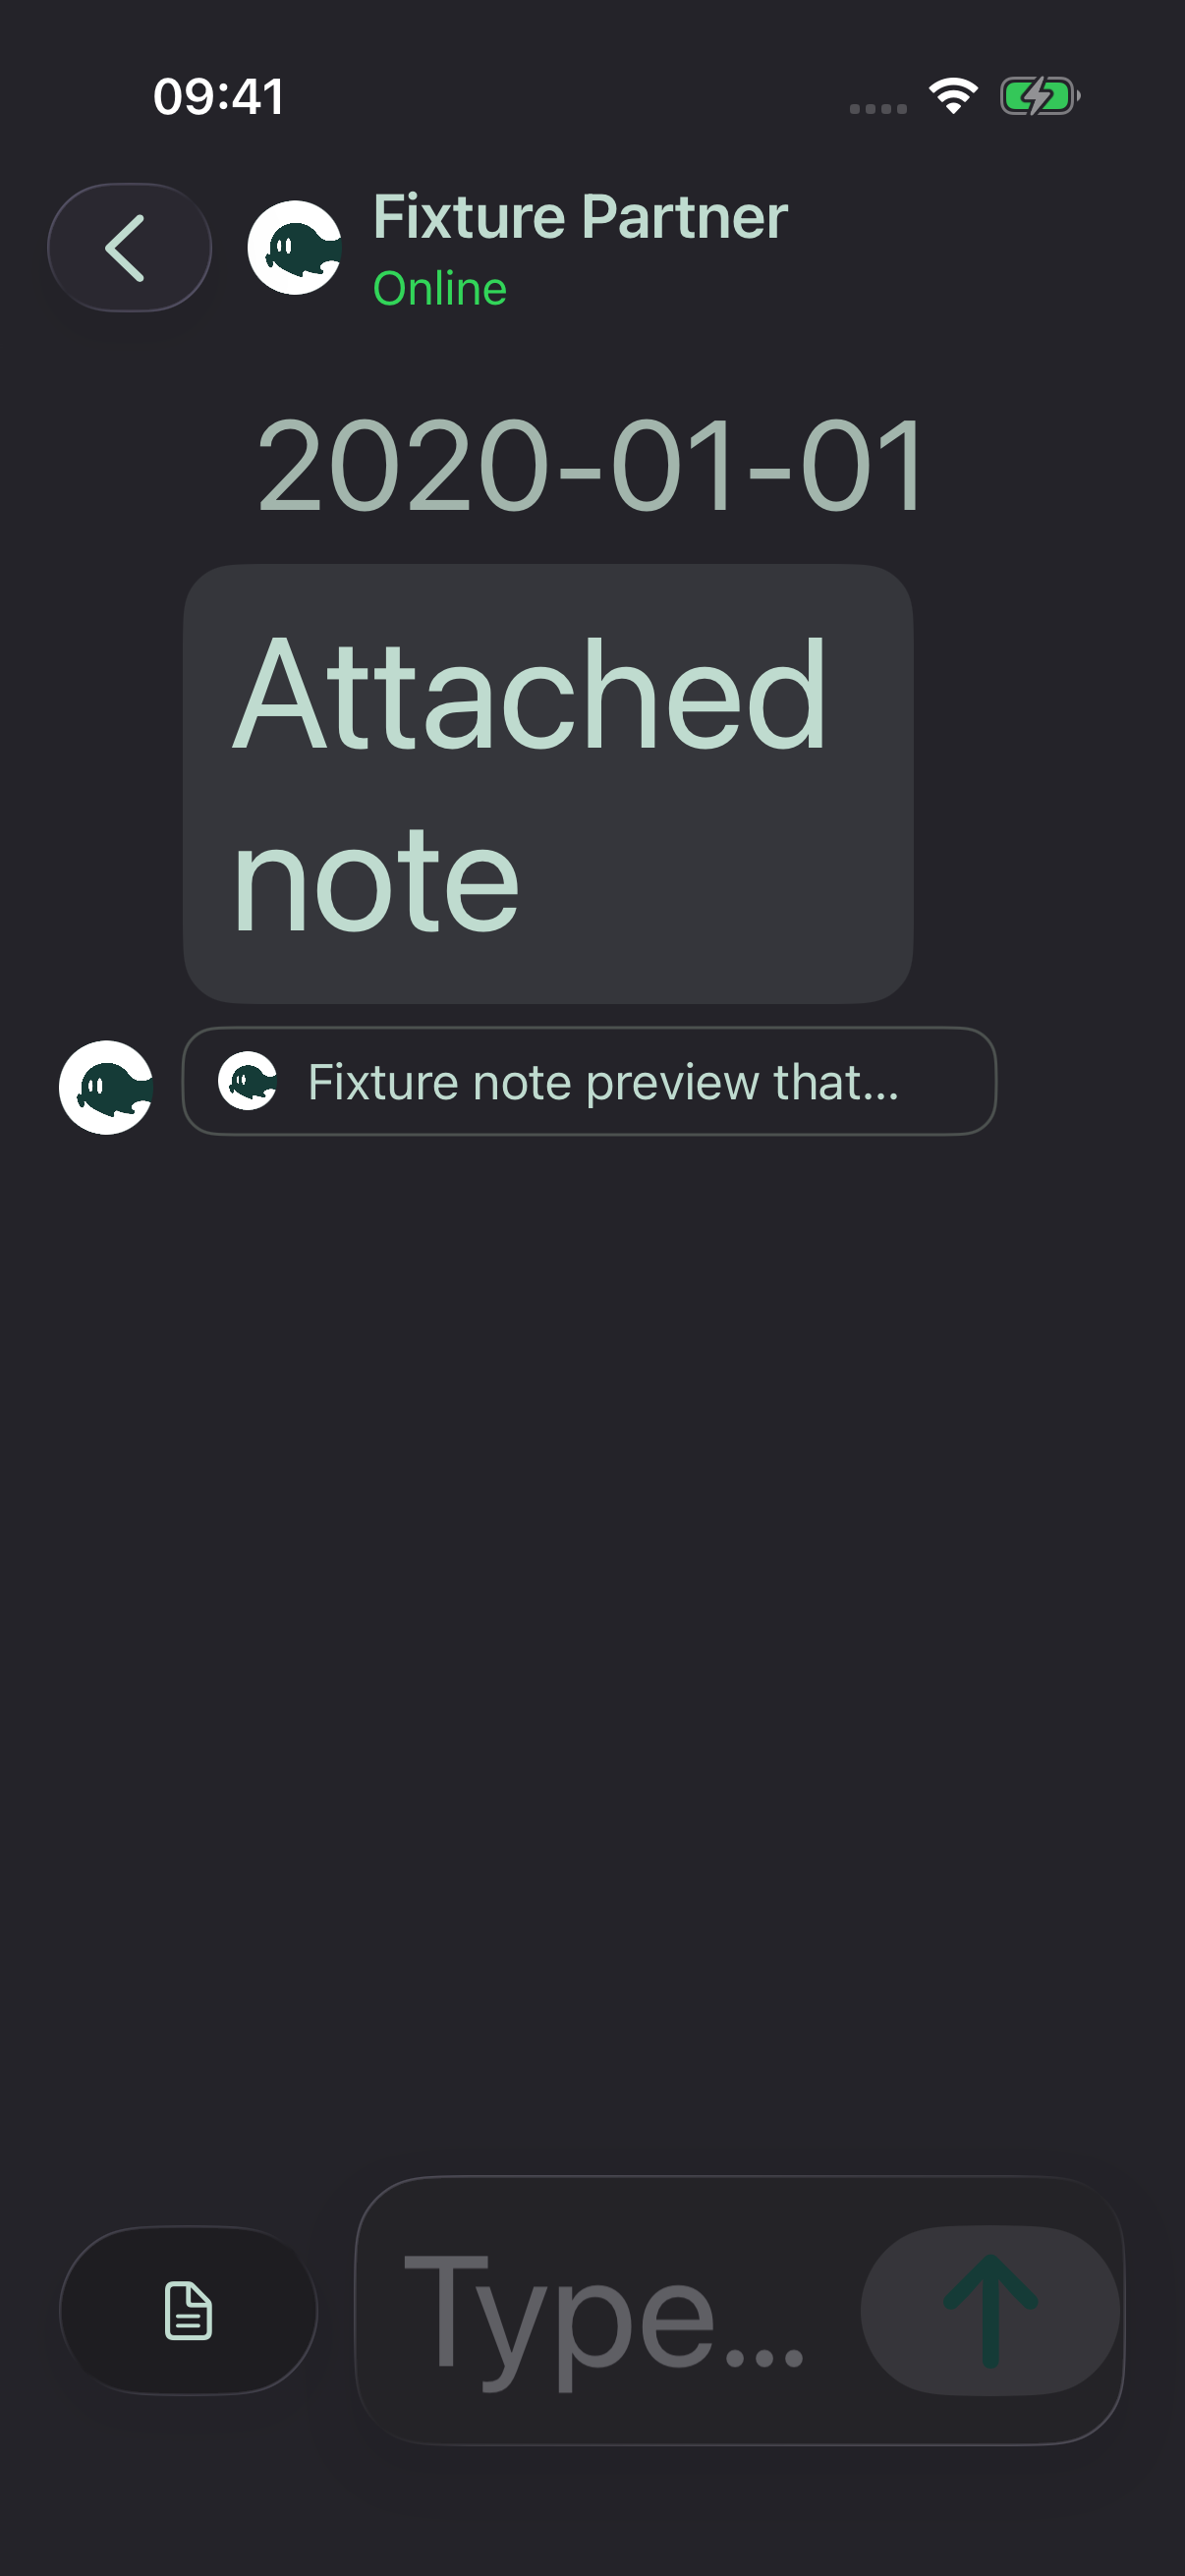 09:41
Fixture Partner
Online
2020-01-01
Attached
note
Fixture note preview that...
Type...